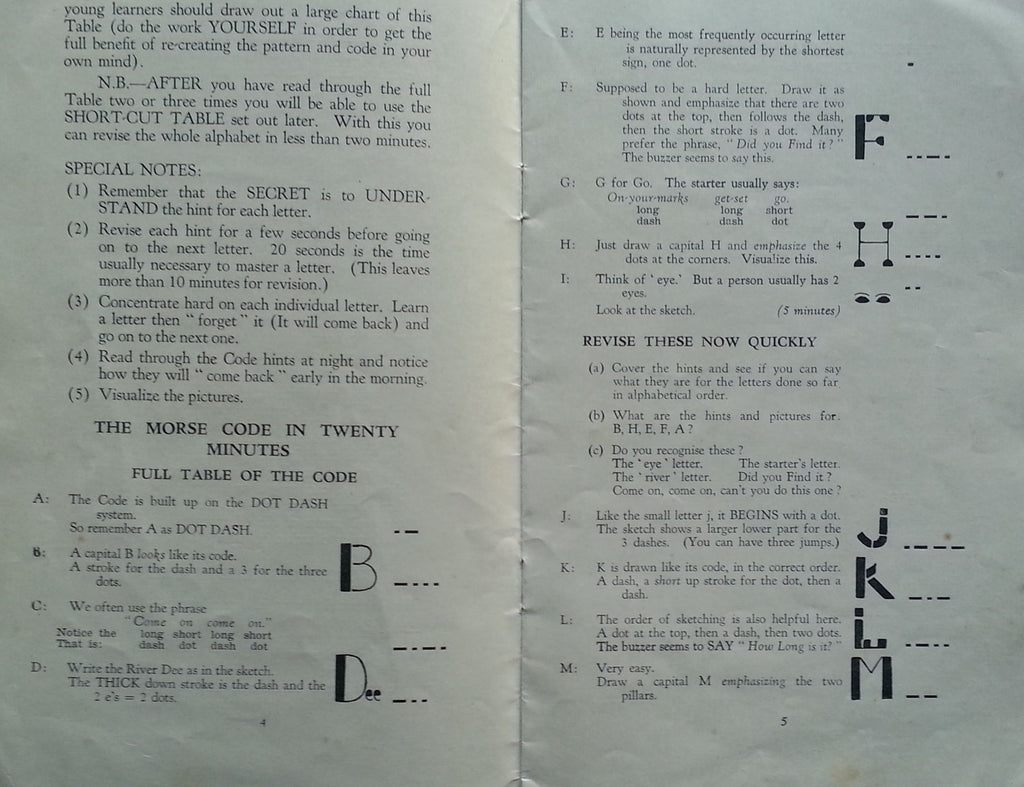 young learners should draw out a large chart of this
Table (do the work YOURSELF in order to get the
full benefit of re-creating the pattern and code in your
own mind).
N.B.—AFTER you have read through the full
Table two or three times you will be able to use the
SHORT-CUT TABLE set out later. With this you
can revise the whole alphabet in less than two minutes.
SPECIAL NOTES:
(1) Remember that the SECRET is to UNDER-
STAND the hint for each letter.
(2) Revise each hint for a few seconds before going
on to the next letter. 20 seconds is the time
usually necessary to master a letter. (This leaves
more than 10 minutes for revision.)
(3) Concentrate hard on each individual letter. Learn
a letter then "forget" it (It will come back) and
go on to the next one.
(4) Read through the Code hints at night and notice
how they will "come back" early in the morning.
(5) Visualize the pictures.
THE MORSE CODE IN TWENTY
MINUTES
FULL TABLE OF THE CODE
A: The Code is built up on the DOT DASH
system.
So remember A as DOT DASH.
B: A capital B looks like its code.
A stroke for the dash and a 3 for the three
dots.
B
C: We often use the phrase
"Come on come on."
Notice the long short long short
That is: dash dot dash dot
D: Write the River Dee as in the sketch.
The THICK down stroke is the dash and the
2 e's = 2 dots.
Dee
4
E: E being the most frequently occurring letter
is naturally represented by the shortest
sign, one dot.
F: Supposed to be a hard letter. Draw it as
shown and emphasize that there are two
dots at the top, then follows the dash,
then the short stroke is a dot. Many
prefer the phrase, "Did you Find it?"
The buzzer seems to say this.
F
G: G for Go. The starter usually says:
On-your-marks get-set go.
long long short
dash dash dot
H: Just draw a capital H and emphasize the 4
dots at the corners. Visualize this.
H
I: Think of 'eye.' But a person usually has 2
eyes.
Look at the sketch. (5 minutes)
REVISE THESE NOW QUICKLY
(a) Cover the hints and see if you can say
what they are for the letters done so far
in alphabetical order.
(b) What are the hints and pictures for.
B, H, E, F, A?
(c) Do you recognise these?
The 'eye' letter. The starter's letter.
The 'river' letter. Did you Find it?
Come on, come on, can't you do this one?
J: Like the small letter j, it BEGINS with a dot.
The sketch shows a larger lower part for the
3 dashes. (You can have three jumps.)
j
K: K is drawn like its code, in the correct order.
A dash, a short up stroke for the dot, then a
dash.
K
L: The order of sketching is also helpful here.
A dot at the top, then a dash, then two dots.
The buzzer seems to SAY "How Long is it?"
L
M: Very easy.
Draw a capital M emphasizing the two
pillars.
M
5